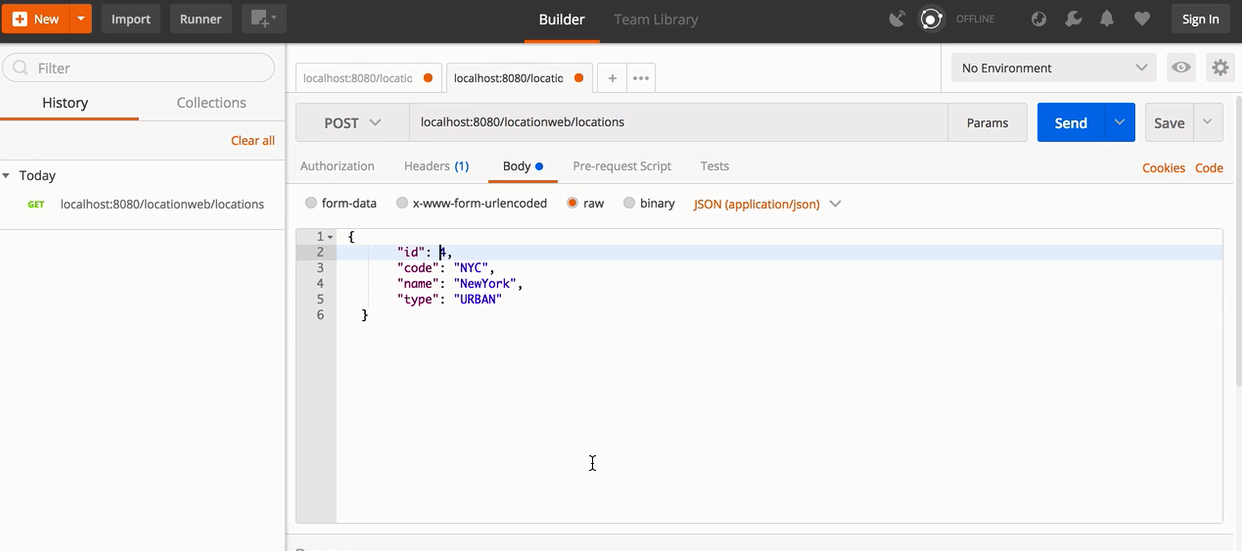 New
Import
Runner
Builder
Team Library
OFFLINE
Sign In
Filter
History
Collections
Clear all
Today
GET localhost:8080/locationweb/locations
localhost:8080/locatic
localhost:8080/locatic
No Environment
POST
localhost:8080/locationweb/locations
Params
Send
Save
Authorization
Headers (1)
Body
Pre-request Script
Tests
Cookies
Code
form-data
x-www-form-urlencoded
raw
binary
JSON (application/json)
1 {
2 "id": 4,
3 "code": "NYC",
4 "name": "NewYork",
5 "type": "URBAN"
6 }